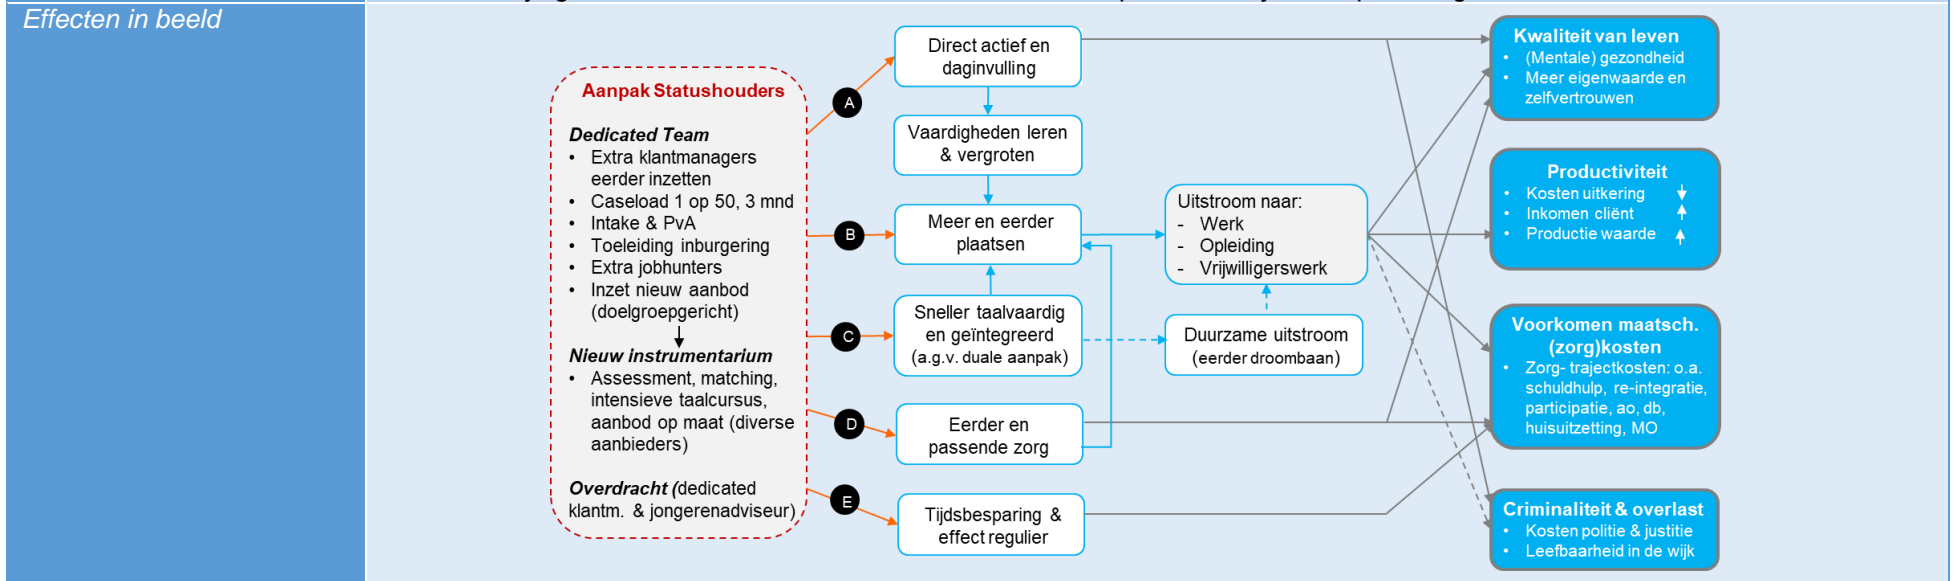 Effecten in beeld
Aanpak Statushouders
Dedicated Team
• Extra klantmanagers
eerder inzetten
• Caseload 1 op 50, 3 mnd
• Intake & PvA
• Toeleiding inburgering
• Extra jobhunters
• Inzet nieuw aanbod
(doelgroepgericht)
Nieuw instrumentarium
• Assessment, matching,
intensieve taalcursus,
aanbod op maat (diverse
aanbieders)
Overdracht (dedicated
klantm. & jongerenadviseur)
A
B
C
D
E
Direct actief en
daginvulling
Vaardigheden leren
& vergroten
Meer en eerder
plaatsen
Sneller taalvaardig
en geïntegreerd
(a.g.v. duale aanpak)
Eerder en
passende zorg
Tijdsbesparing &
effect regulier
Uitstroom naar:
- Werk
- Opleiding
- Vrijwilligerswerk
Duurzame uitstroom
(eerder droombaan)
Kwaliteit van leven
• (Mentale) gezondheid
• Meer eigenwaarde en
zelfvertrouwen
Productiviteit
• Kosten uitkering
• Inkomen cliënt
• Productie waarde
Voorkomen maatsch.
(zorg)kosten
• Zorg- trajectkosten: o.a.
schuldhulp, re-integratie,
participatie, ao, db,
huisuitzetting, MO
Criminaliteit & overlast
• Kosten politie & justitie
• Leefbaarheid in de wijk